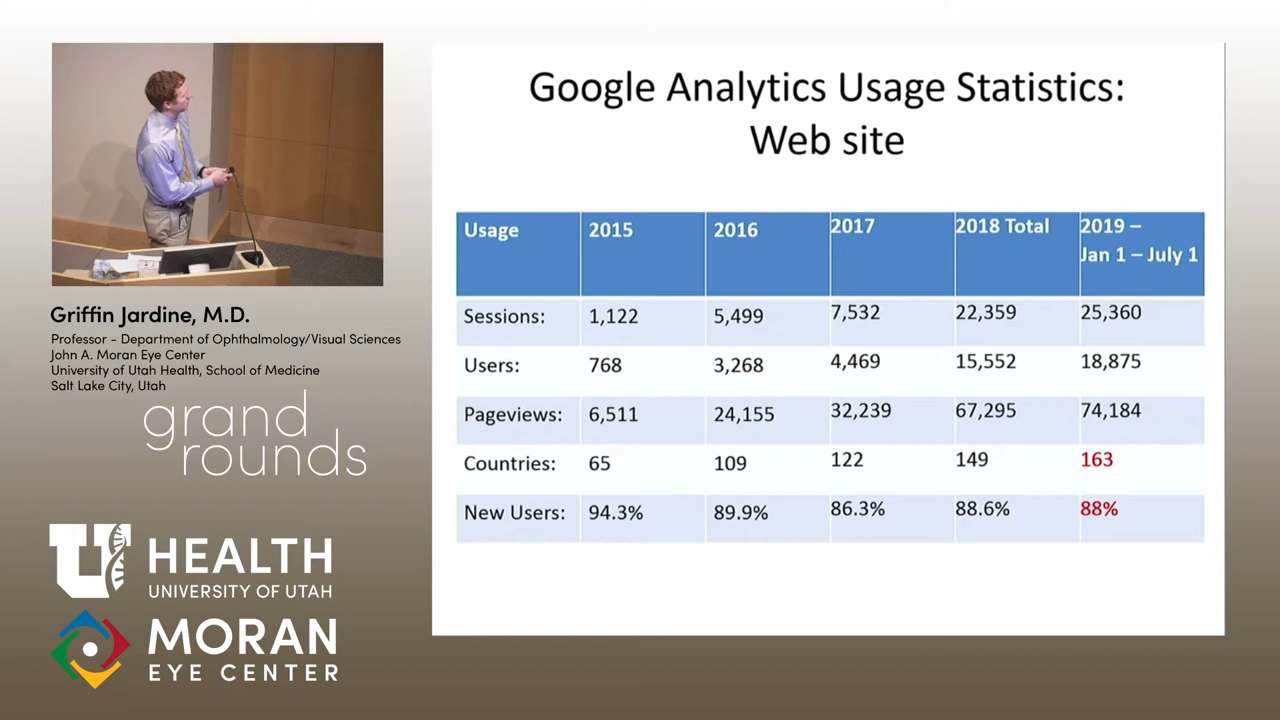 Griffin Jardine, M.D.
Professor - Department of Ophthalmology/Visual Sciences
John A. Moran Eye Center
University of Utah Health, School of Medicine
Salt Lake City, Utah
grand
rounds
U HEALTH
UNIVERSITY OF UTAH
MORAN
EYE CENTER
Google Analytics Usage Statistics:
Web site
Usage 2015 2016 2017 2018 Total 2019 –
Jan 1 – July 1
Sessions: 1,122 5,499 7,532 22,359 25,360
Users: 768 3,268 4,469 15,552 18,875
Pageviews: 6,511 24,155 32,239 67,295 74,184
Countries: 65 109 122 149 163
New Users: 94.3% 89.9% 86.3% 88.6% 88%